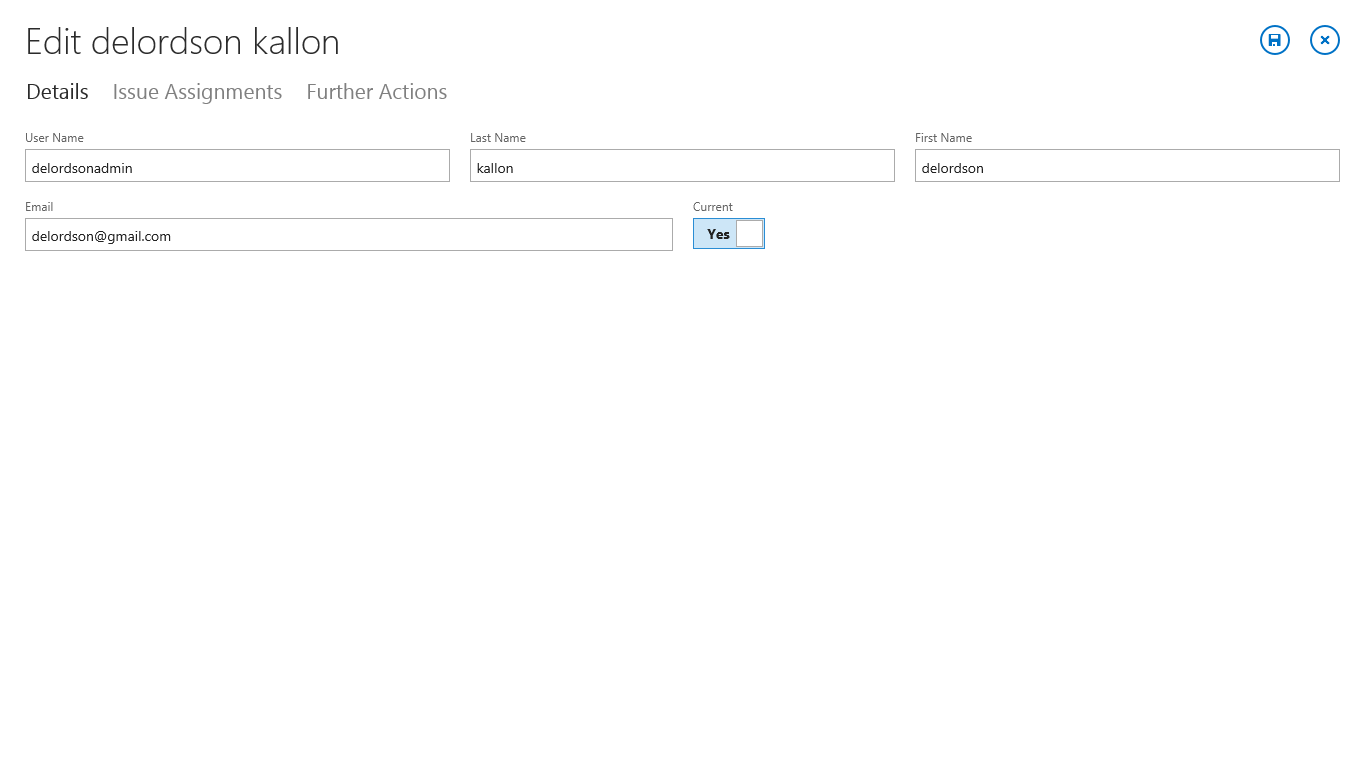 Edit delordson kallon
Details Issue Assignments Further Actions
User Name Last Name First Name
delordsonadmin kallon delordson
Email Current
delordson@gmail.com Yes